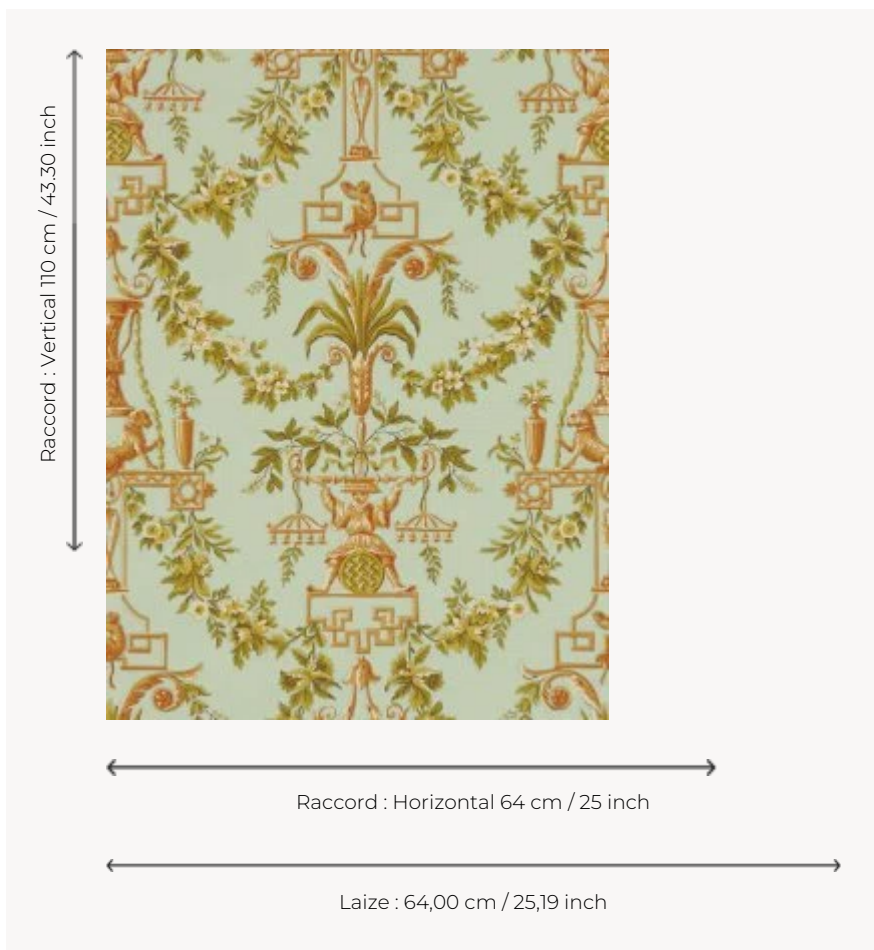 Raccord : Vertical 110 cm / 43.30 inch
Raccord : Horizontal 64 cm / 25 inch
Laize : 64,00 cm / 25,19 inch